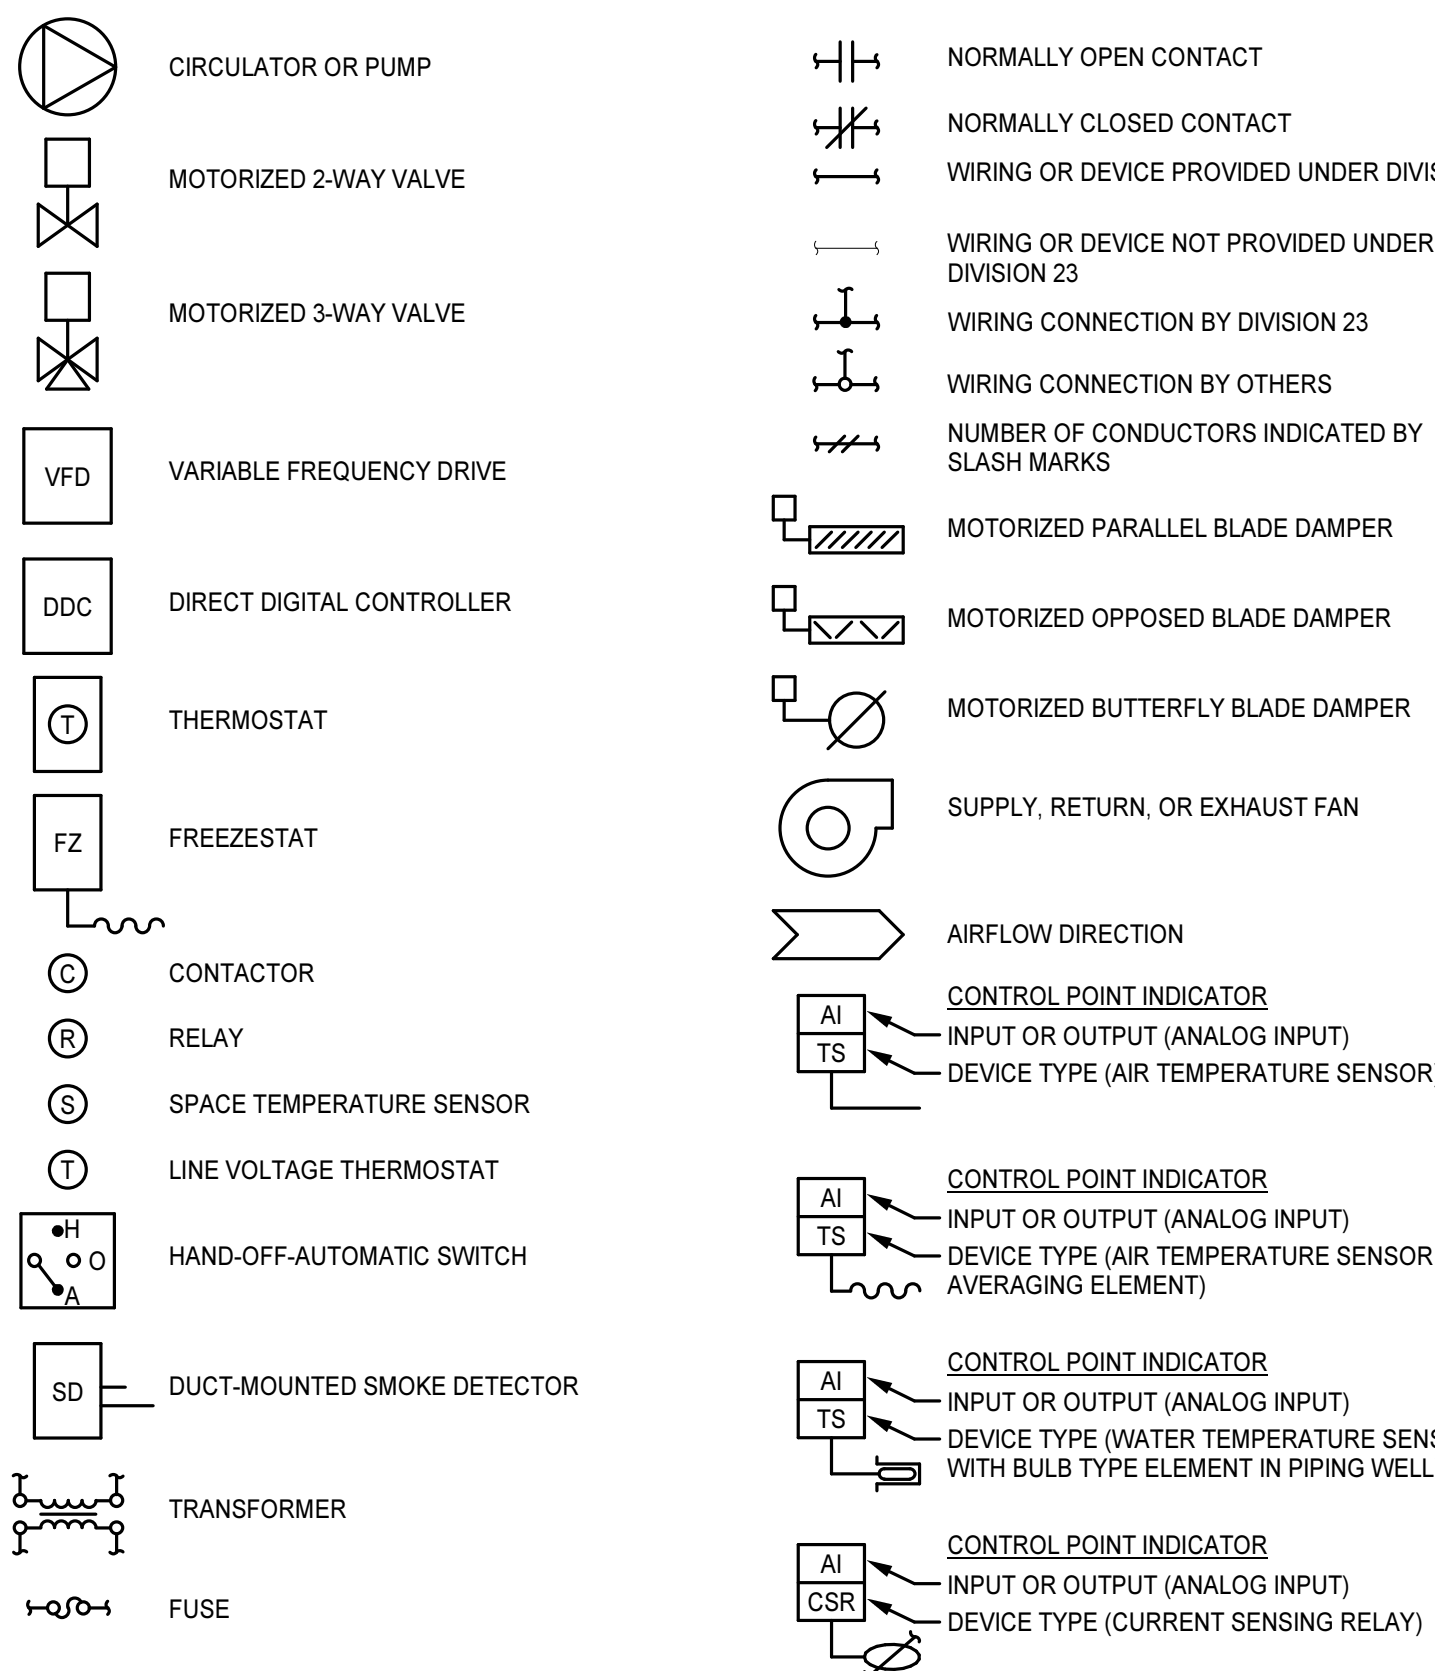 CIRCULATOR OR PUMP
MOTORIZED 2-WAY VALVE
MOTORIZED 3-WAY VALVE
VFD
VARIABLE FREQUENCY DRIVE
DDC
DIRECT DIGITAL CONTROLLER
T
THERMOSTAT
FZ
FREEZESTAT
C
CONTACTOR
R
RELAY
S
SPACE TEMPERATURE SENSOR
T
LINE VOLTAGE THERMOSTAT
H
O
A
HAND-OFF-AUTOMATIC SWITCH
SD
DUCT-MOUNTED SMOKE DETECTOR
TRANSFORMER
FUSE
NORMALLY OPEN CONTACT
NORMALLY CLOSED CONTACT
WIRING OR DEVICE PROVIDED UNDER
WIRING OR DEVICE NOT PROVIDED UNDER
DIVISION 23
WIRING CONNECTION BY DIVISION 23
WIRING CONNECTION BY OTHERS
NUMBER OF CONDUCTORS INDICATED BY
SLASH MARKS
MOTORIZED PARALLEL BLADE DAMPER
MOTORIZED OPPOSED BLADE DAMPER
MOTORIZED BUTTERFLY BLADE DAMPER
SUPPLY, RETURN, OR EXHAUST FAN
AIRFLOW DIRECTION
CONTROL POINT INDICATOR
AI
INPUT OR OUTPUT (ANALOG INPUT)
TS
DEVICE TYPE (AIR TEMPERATURE SENSOR)
CONTROL POINT INDICATOR
AI
INPUT OR OUTPUT (ANALOG INPUT)
TS
DEVICE TYPE (AIR TEMPERATURE SENSOR
AVERAGING ELEMENT)
CONTROL POINT INDICATOR
AI
INPUT OR OUTPUT (ANALOG INPUT)
TS
DEVICE TYPE (WATER TEMPERATURE
WITH BULB TYPE ELEMENT IN PIPING WELL
CONTROL POINT INDICATOR
AI
INPUT OR OUTPUT (ANALOG INPUT)
CSR
DEVICE TYPE (CURRENT SENSING RELAY)